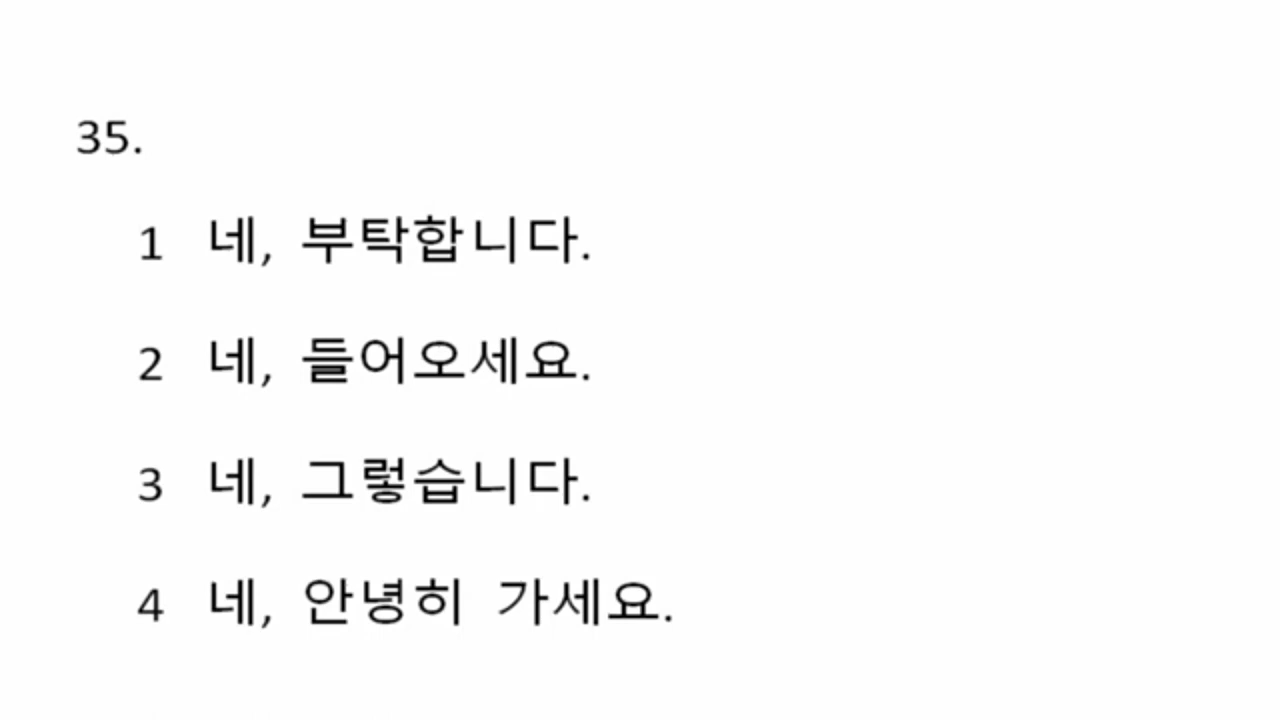 35.
1 네, 부탁합니다.
2 네, 들어오세요.
3 네, 그렇습니다.
4 네, 안녕히 가세요.